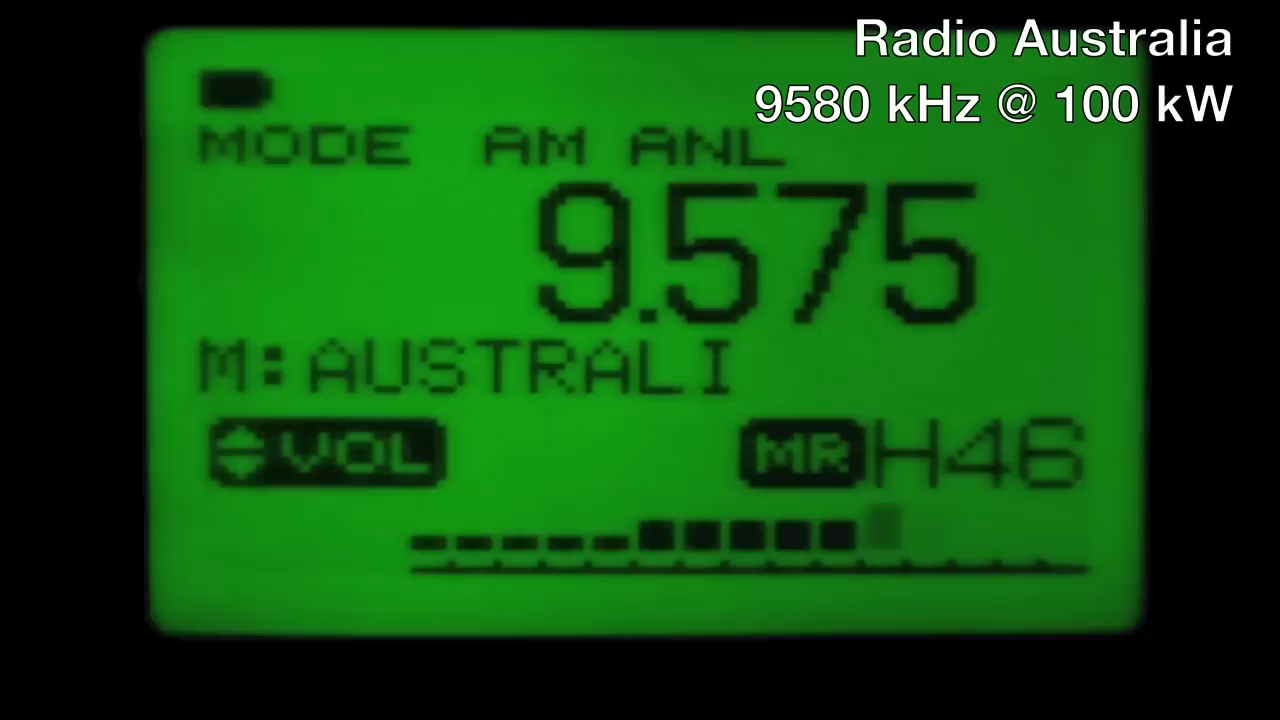 Radio Australia
9580 kHz @ 100 kW
MODE AM ANL
9.575
M:AUSTRALI
VOL MR H46